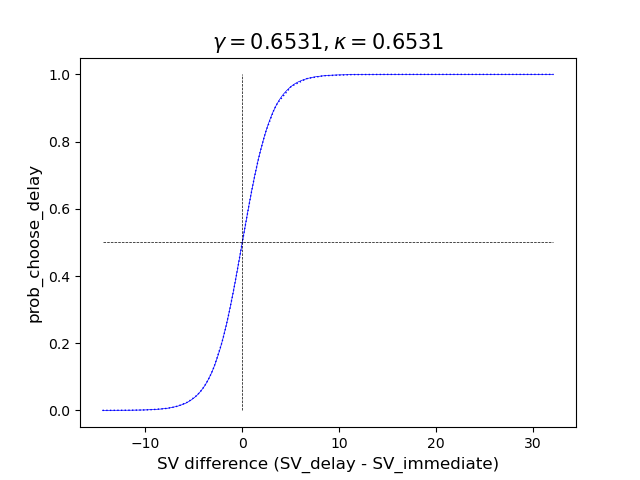 γ = 0.6531, κ = 0.6531
1.0
0.8
0.6
0.4
0.2
0.0
prob_choose_delay
−10 0 10 20 30
SV difference (SV_delay - SV_immediate)